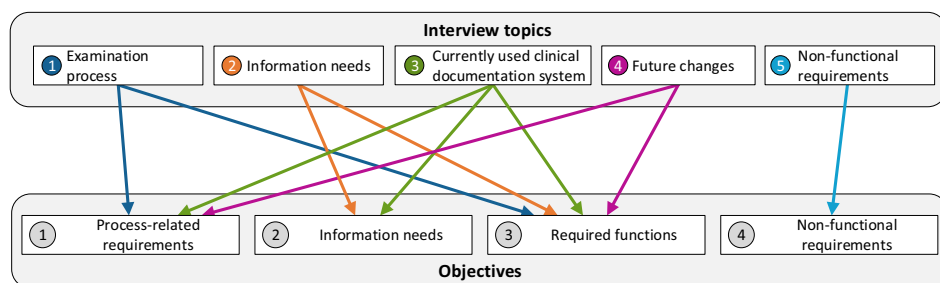 Interview topics
1 Examination process
2 Information needs
3 Currently used clinical documentation system
4 Future changes
5 Non-functional requirements
1 Process-related requirements
2 Information needs
3 Required functions
4 Non-functional requirements
Objectives